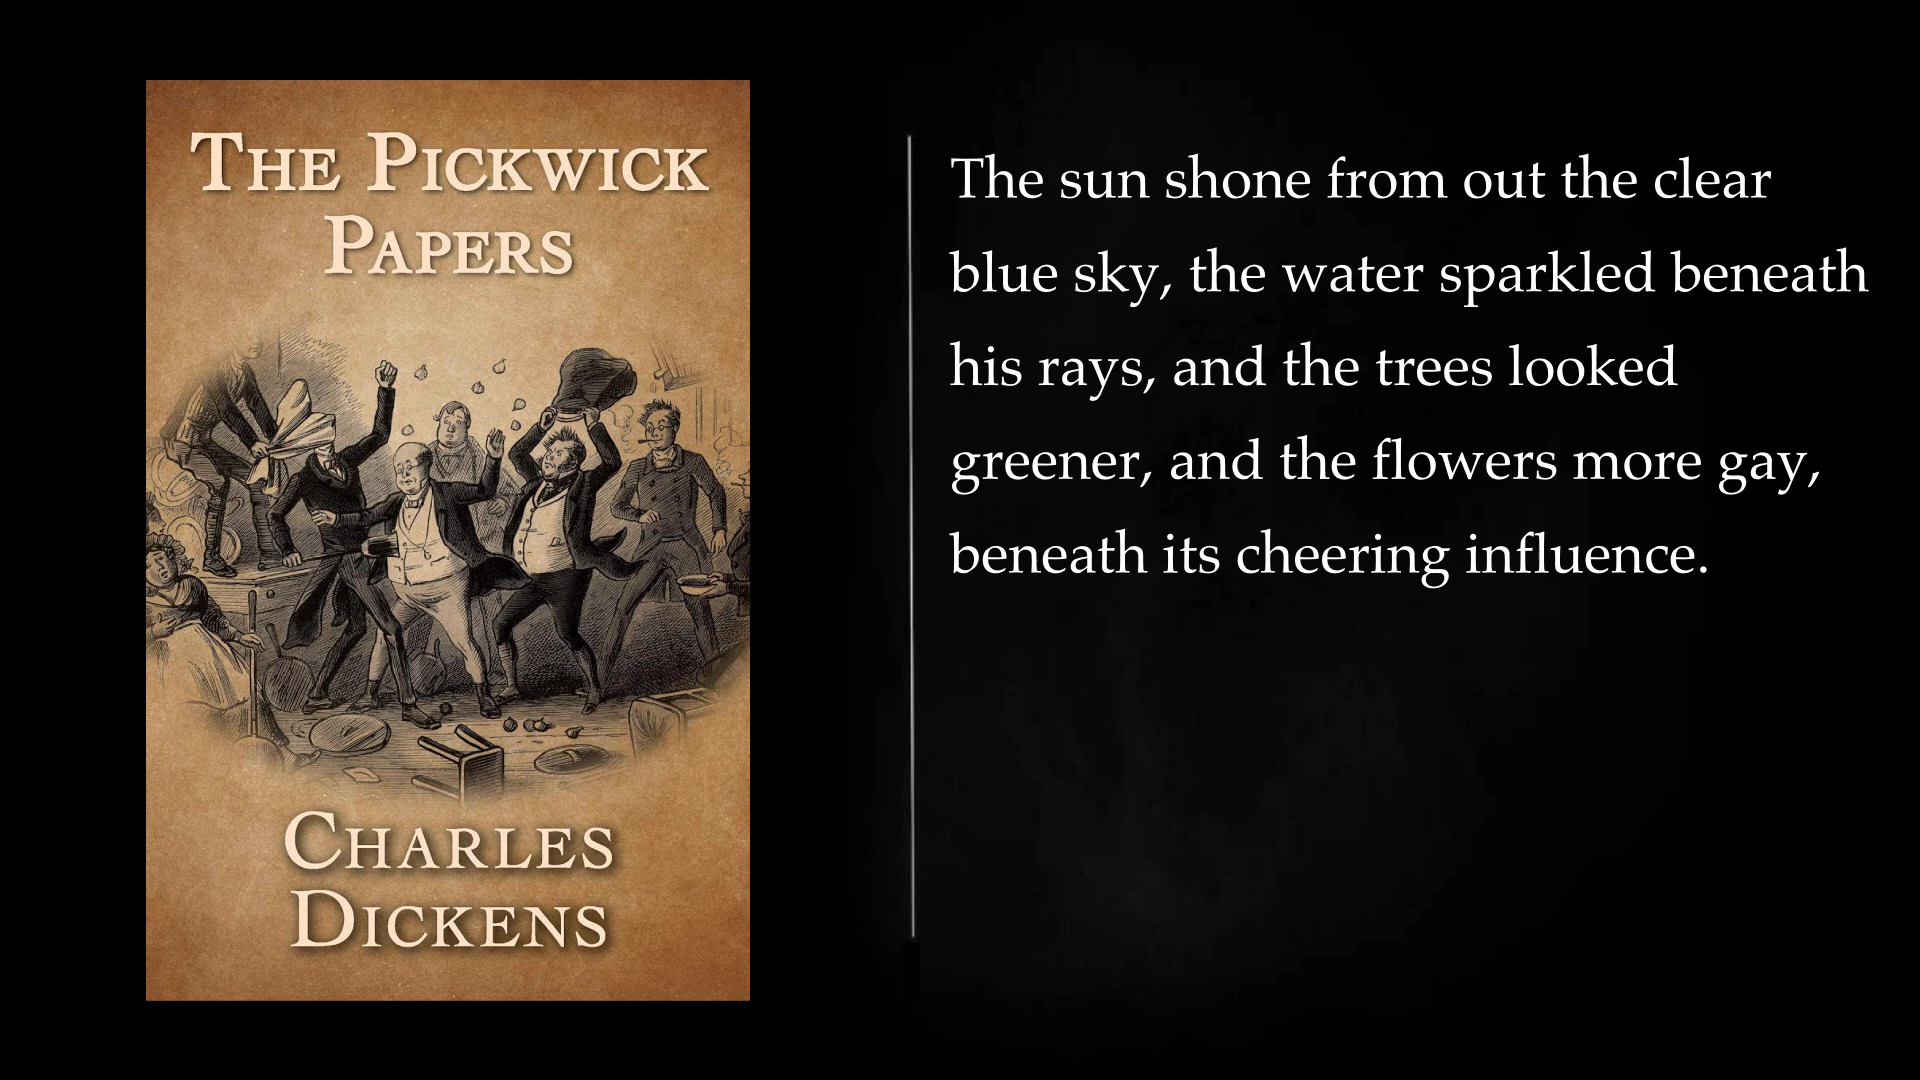 The Pickwick
Papers
Charles
Dickens
The sun shone from out the clear
blue sky, the water sparkled beneath
his rays, and the trees looked
greener, and the flowers more gay,
beneath its cheering influence.